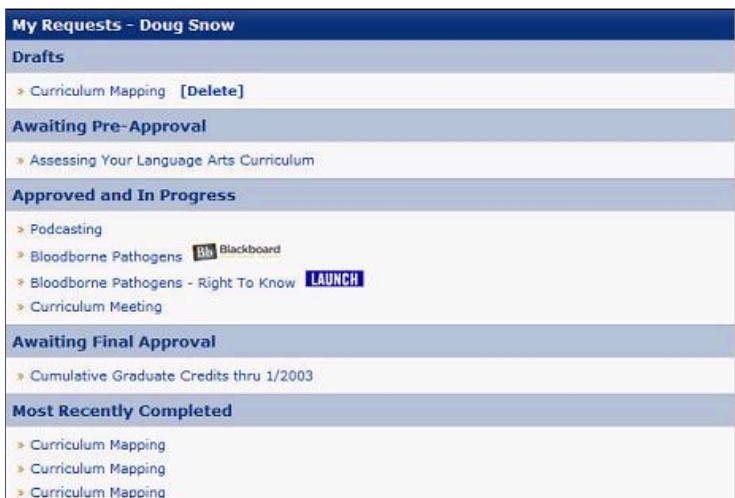 My Requests - Doug Snow
Drafts
» Curriculum Mapping [Delete]
Awaiting Pre-Approval
» Assessing Your Language Arts Curriculum
Approved and In Progress
» Podcasting
» Bloodborne Pathogens Bb Blackboard
» Bloodborne Pathogens - Right To Know LAUNCH
» Curriculum Meeting
Awaiting Final Approval
» Cumulative Graduate Credits thru 1/2003
Most Recently Completed
» Curriculum Mapping
» Curriculum Mapping
» Curriculum Mapping